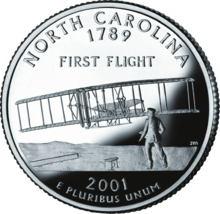 NORTH CAROLINA
1789
FIRST FLIGHT
2001
E PLURIBUS UNUM